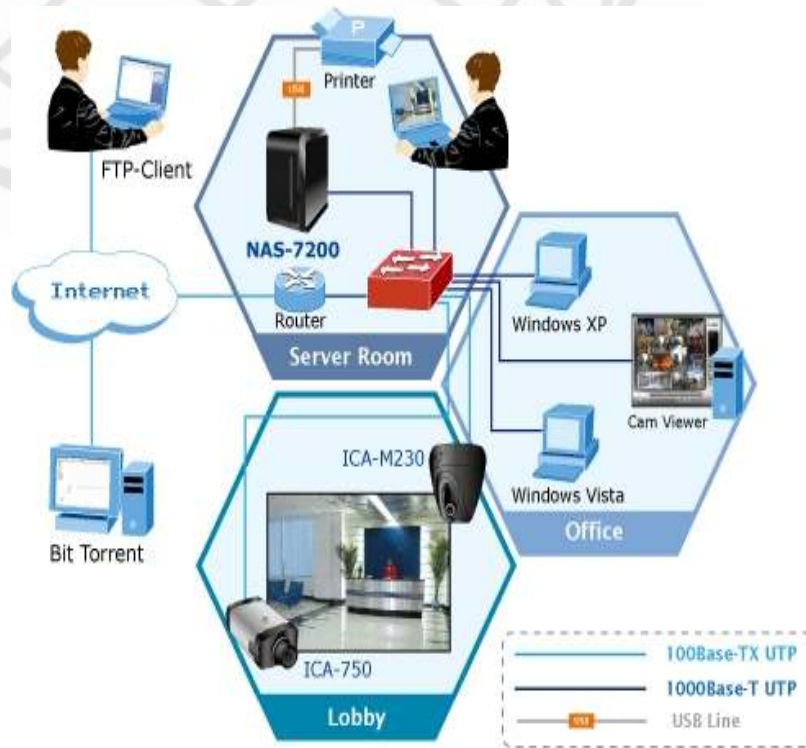 P
Printer
USB
FTP-Client
NAS-7200
Internet
Router
Server Room
Windows XP
Cam Viewer
Windows Vista
Office
Bit Torrent
ICA-M230
ICA-750
Lobby
100Base-TX UTP
1000Base-T UTP
USB
USB Line